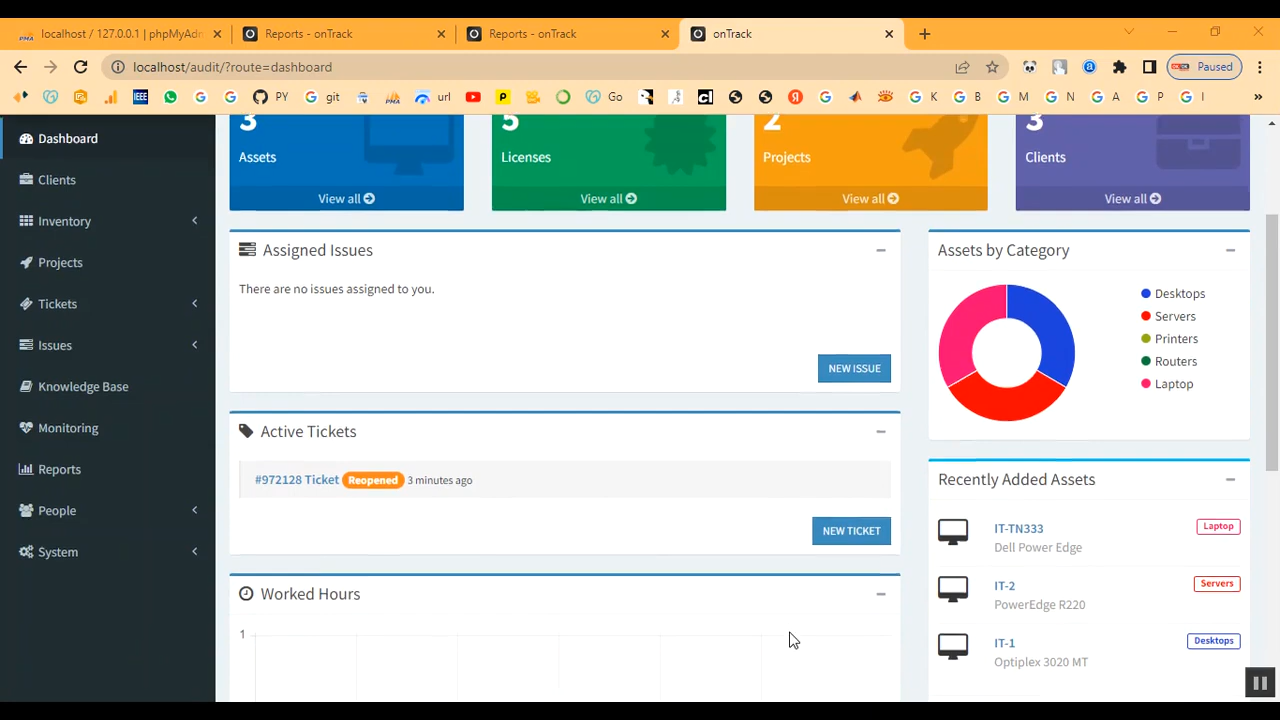 localhost / 127.0.0.1 | phpMyAdn
Reports - onTrack
Reports - onTrack
onTrack
localhost/audit/?route=dashboard
Paused
IEEE
PY
git
url
Go
K
B
M
N
A
P
I
»
Dashboard
Clients
Inventory
Projects
Tickets
Issues
Knowledge Base
Monitoring
Reports
People
System
3
Assets
View all
5
Licenses
View all
2
Projects
View all
3
Clients
View all
Assigned Issues
There are no issues assigned to you.
NEW ISSUE
Active Tickets
#972128 Ticket Reopened 3 minutes ago
NEW TICKET
Worked Hours
1
Assets by Category
Desktops
Servers
Printers
Routers
Laptop
Recently Added Assets
IT-TN333 Laptop
Dell Power Edge
IT-2 Servers
PowerEdge R220
IT-1 Desktops
Optiplex 3020 MT